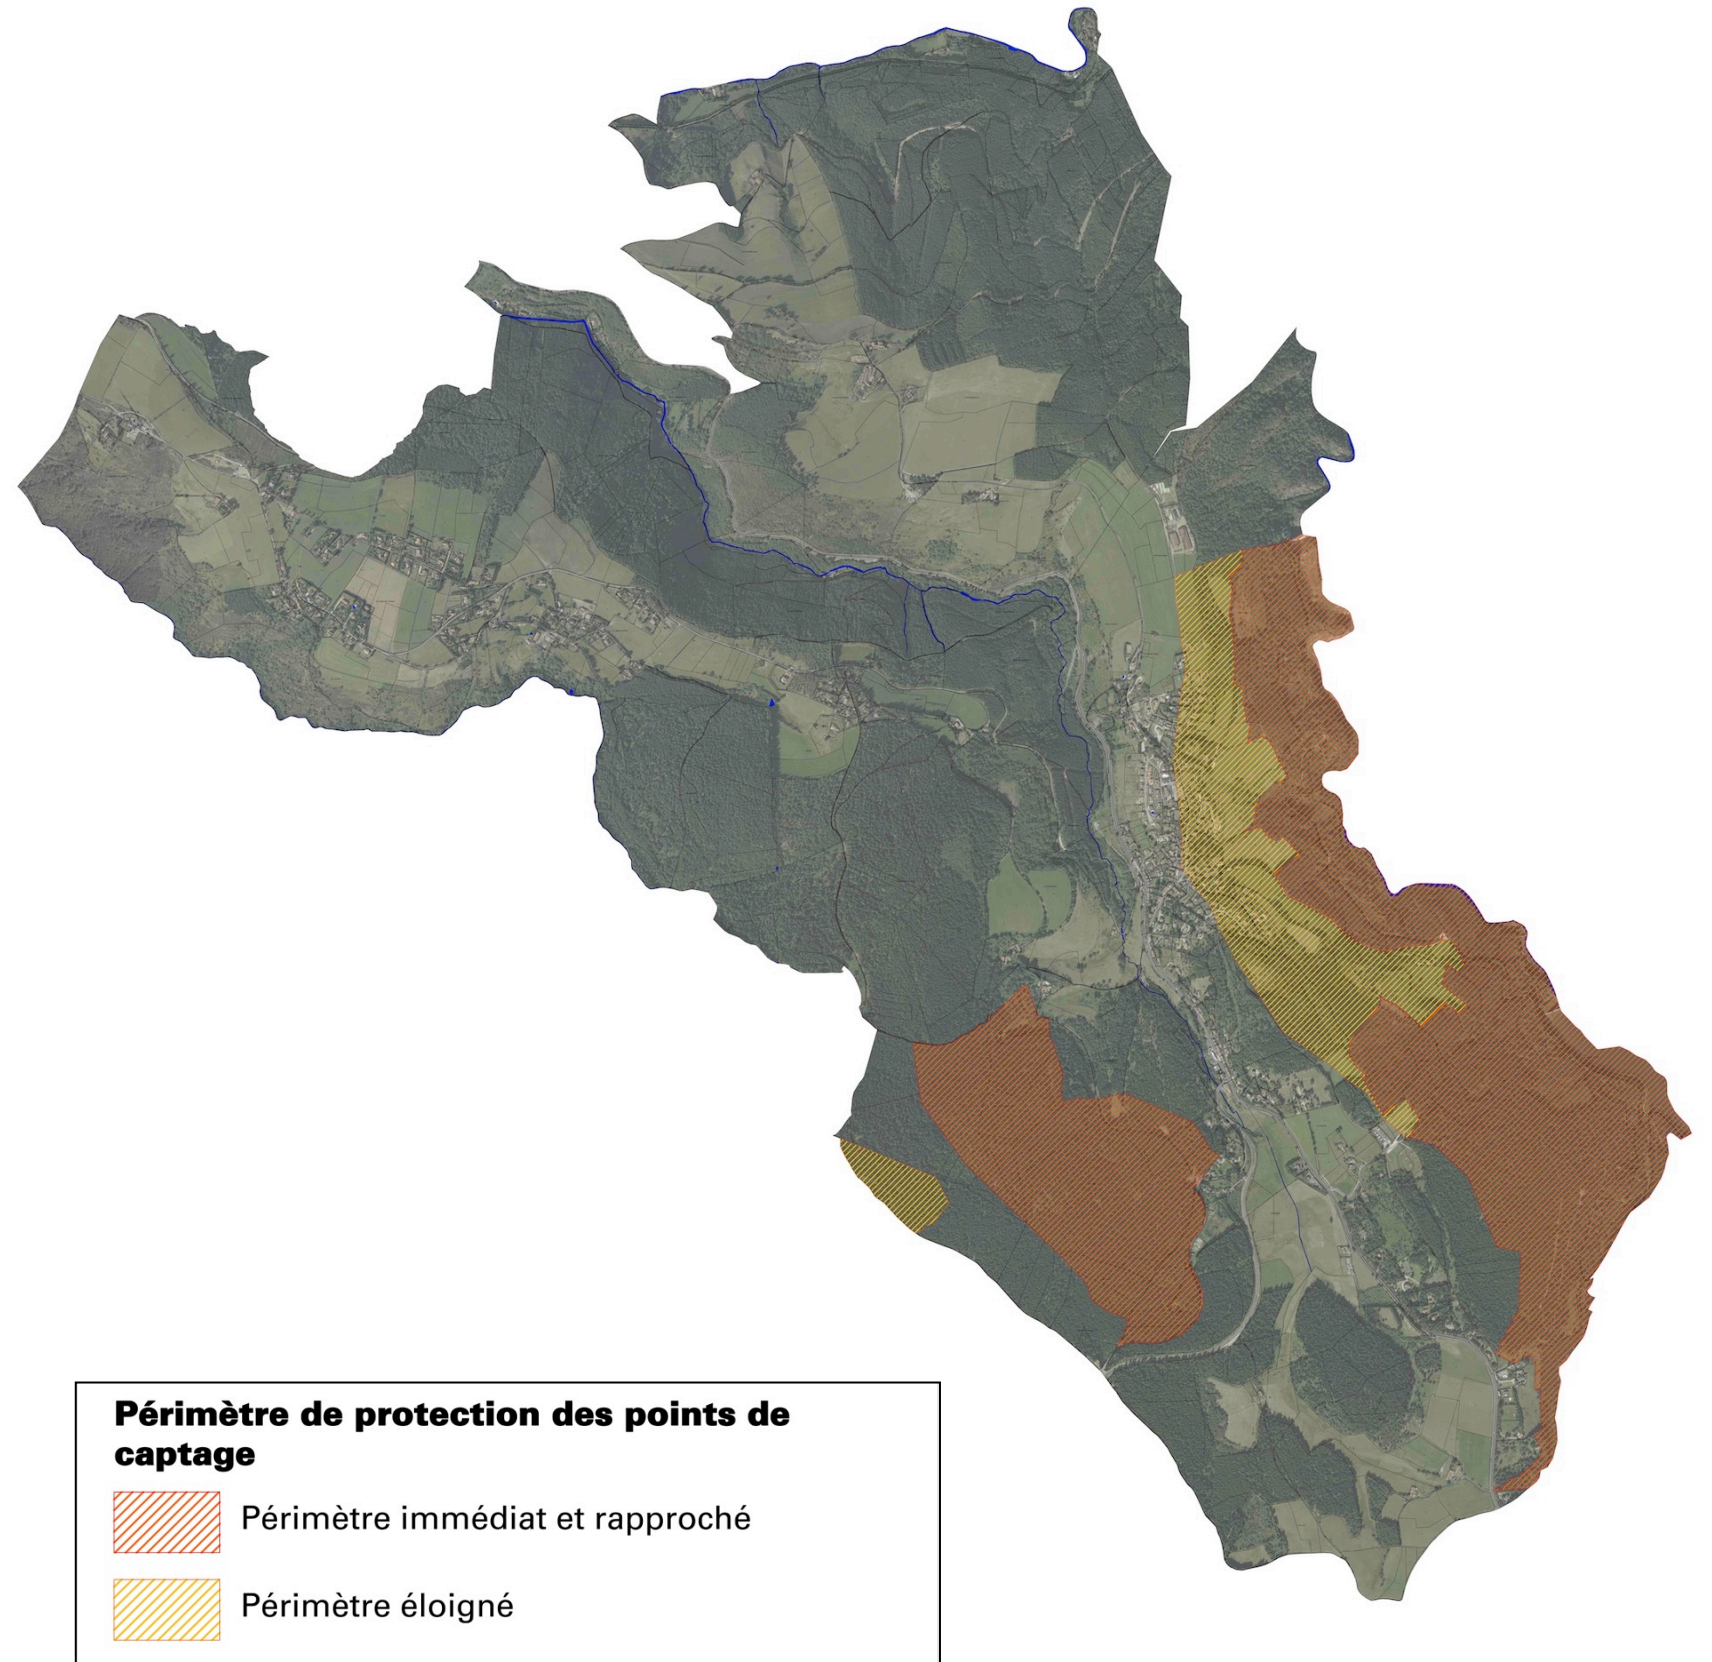 Périmètre de protection des points de
captage
Périmètre immédiat et rapproché
Périmètre éloigné